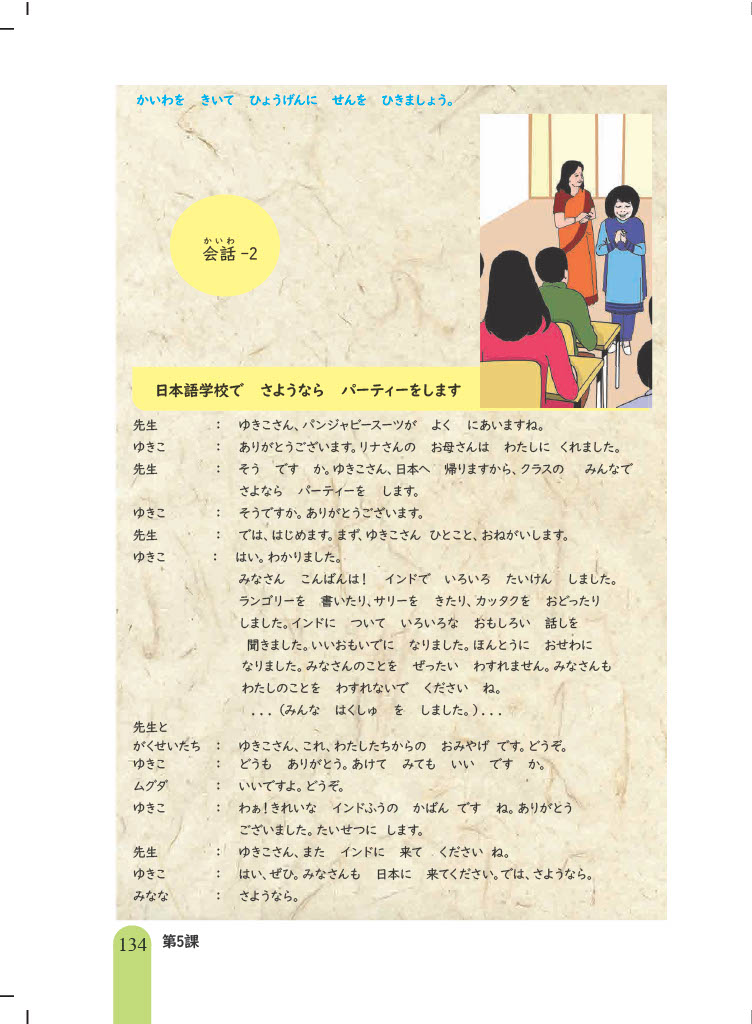 かいわを きいて ひょうげんに せんを ひきましょう。
かいわ
会話 -2
日本語学校で さようなら パーティーをします
先生 : ゆきこさん、パンジャビースーツが よく にあいますね。
ゆきこ : ありがとうございます。リナさんの お母さんは わたしに くれました。
先生 : そう です か。ゆきこさん、日本へ 帰りますから、クラスの みんなで
さよなら パーティーを します。
ゆきこ : そうですか。ありがとうございます。
先生 : では、はじめます。まず、ゆきこさん ひとこと、おねがいします。
ゆきこ : はい。わかりました。
みなさん こんばんは! インドで いろいろ たいけん しました。
ランゴリーを 書いたり、サリーを きたり、カッタクを おどったり
しました。インドに ついて いろいろな おもしろい 話しを
聞きました。いいおもいでに なりました。ほんとうに おせわに
なりました。みなさんのことを ぜったい わすれません。みなさんも
わたしのことを わすれないで ください ね。
. . . (みんな はくしゅ を しました。) . . .
先生と
がくせいたち : ゆきこさん、これ、わたしたちからの おみやげ です。どうぞ。
ゆきこ : どうも ありがとう。あけて みても いい です か。
ムグダ : いいですよ。どうぞ。
ゆきこ : わぁ!きれいな インドふうの かばん です ね。ありがとう
ございました。たいせつに します。
先生 : ゆきこさん、また インドに 来て ください ね。
ゆきこ : はい、ぜひ。みなさんも 日本に 来てください。では、さようなら。
みなな : さようなら。
134 第5課